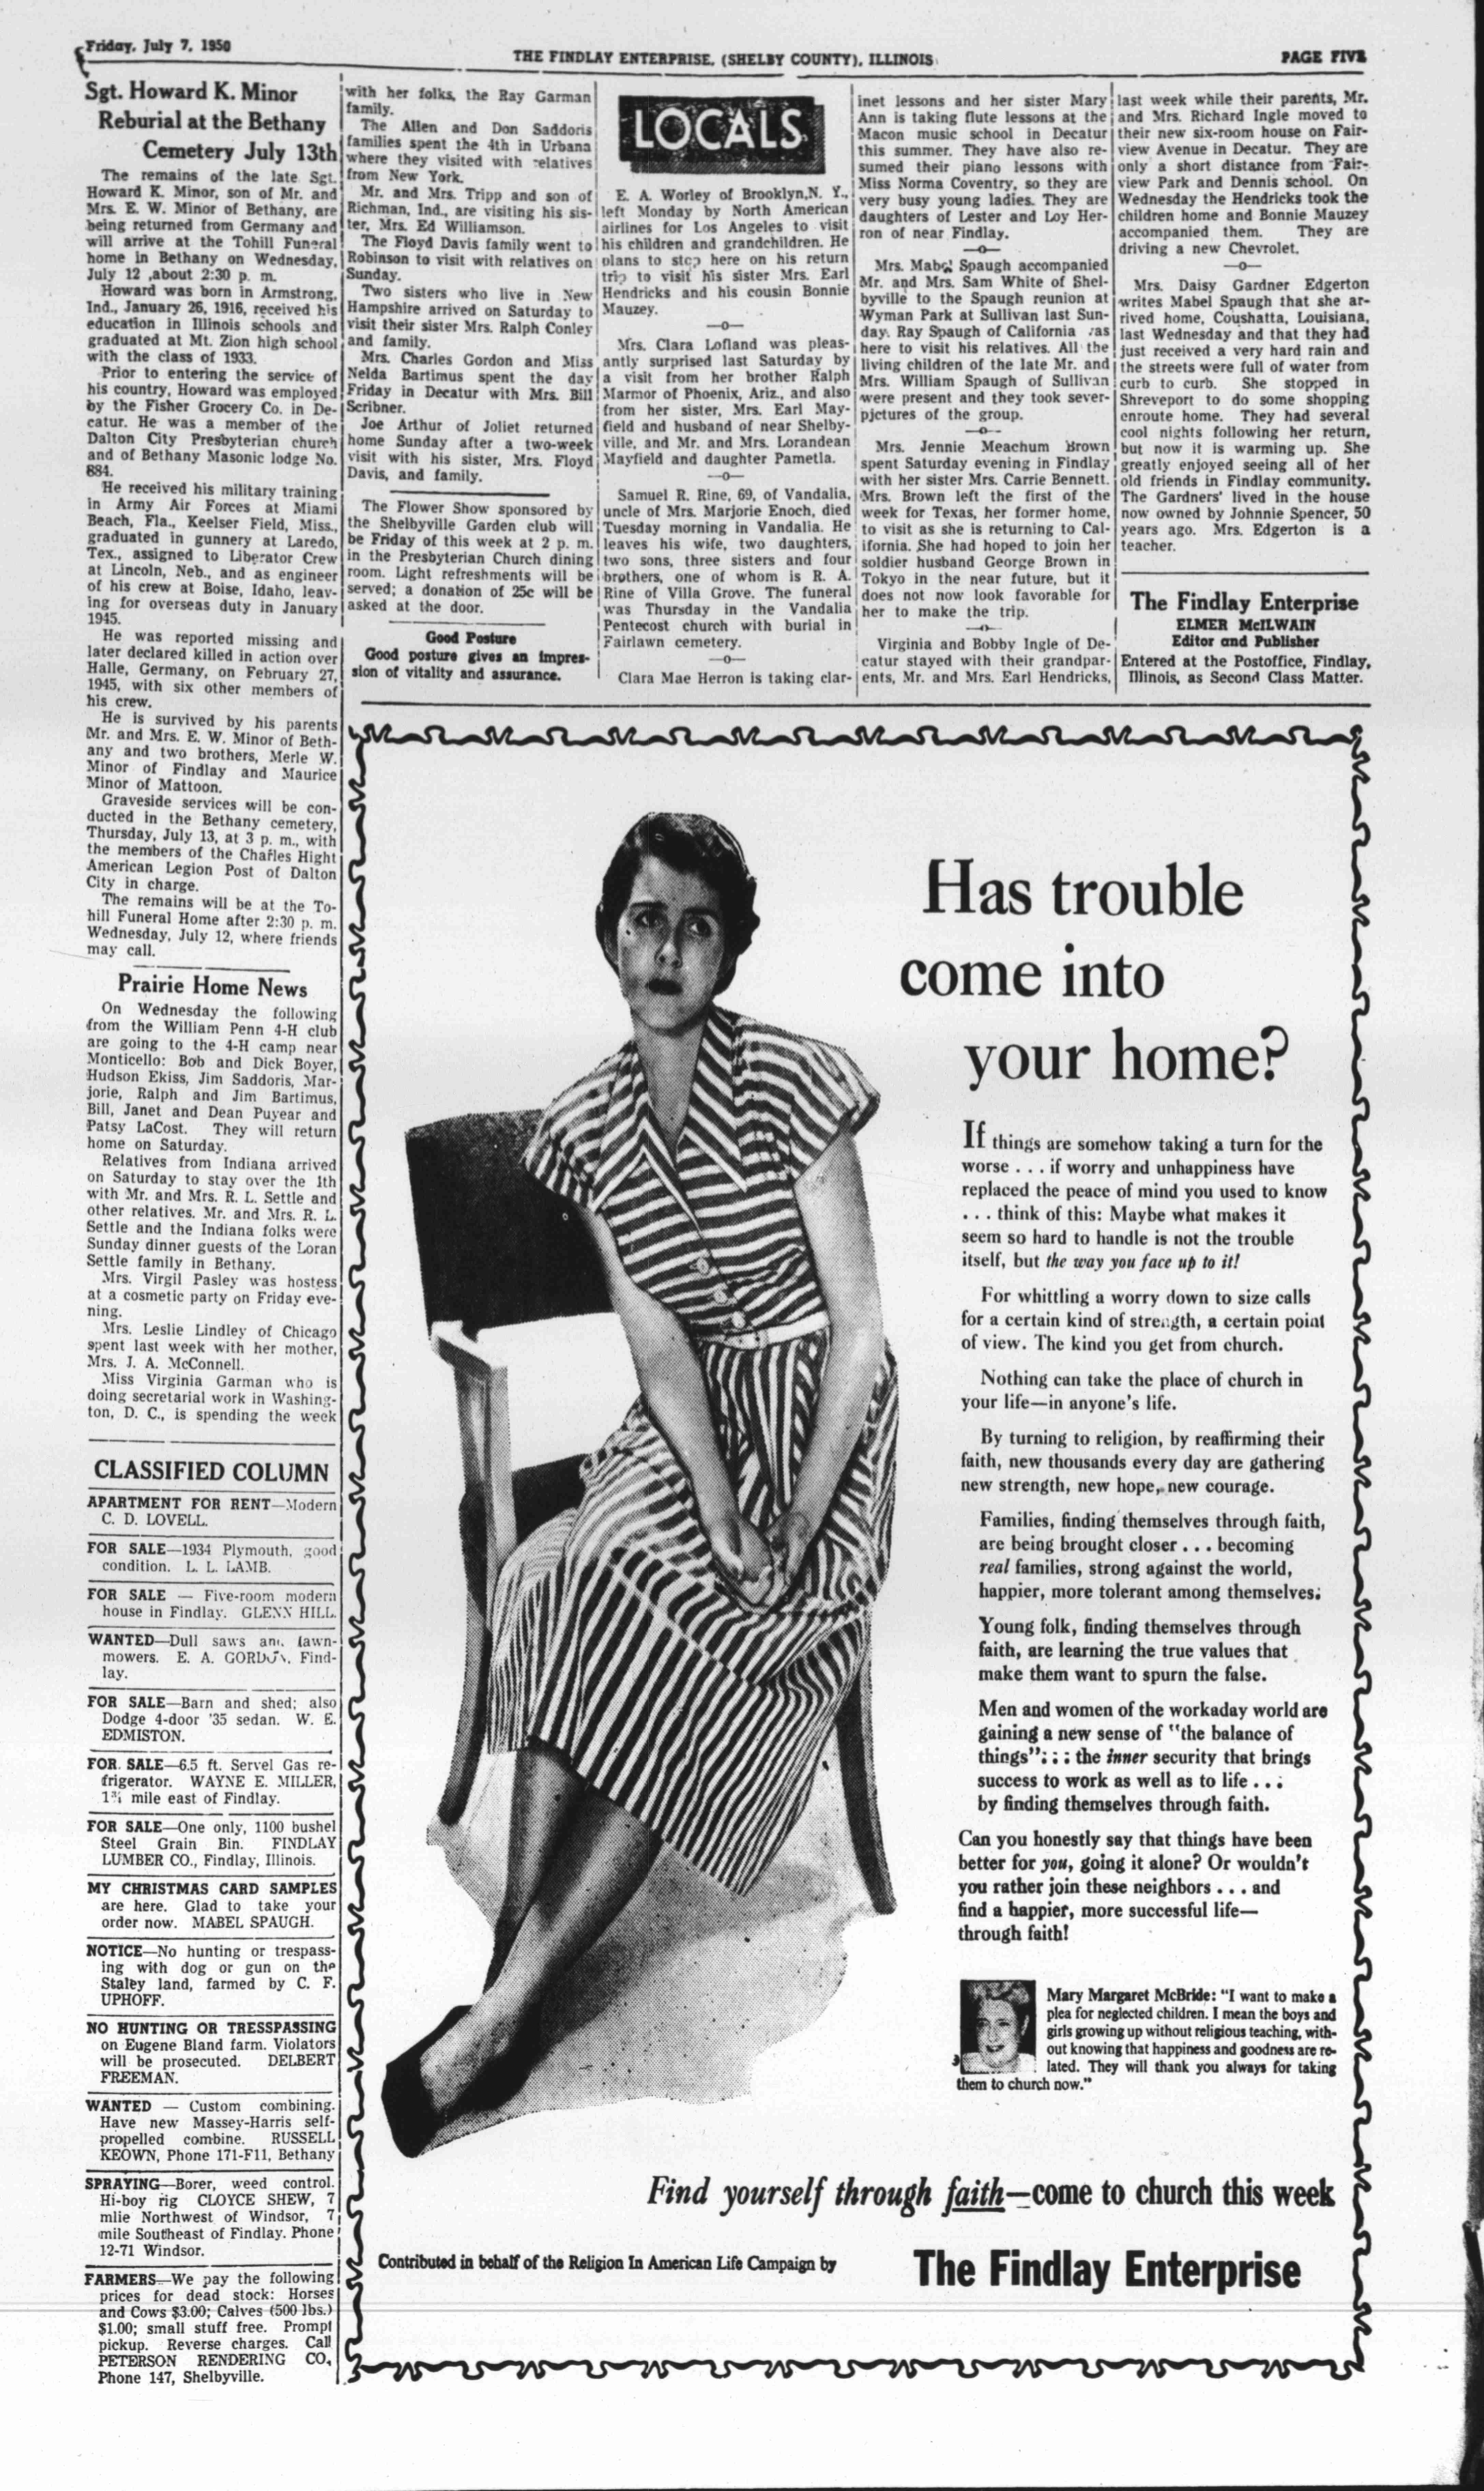 Friday, July 7, 1950
THE FINDLAY ENTERPRISE, (SHELBY COUNTY), ILLINOIS
PAGE FIVE
Sgt. Howard K. Minor
Reburial at the Bethany
Cemetery July 13th
The remains of the late Sgt.
Howard K. Minor, son of Mr. and
Mrs. E. W. Minor of Bethany, are
being returned from Germany and
will arrive at the Tohill Funeral
home in Bethany on Wednesday,
July 12 ,about 2:30 p. m.
Howard was born in Armstrong,
Ind., January 26, 1916, received his
education in Illinois schools and
graduated at Mt. Zion high school
with the class of 1933.
Prior to entering the service of
his country, Howard was employed
by the Fisher Grocery Co. in De-
catur. He was a member of the
Dalton City Presbyterian church
and of Bethany Masonic lodge No.
884.
He received his military training
in Army Air Forces at Miami
Beach, Fla., Keelser Field, Miss.,
graduated in gunnery at Laredo,
Tex., assigned to Liberator Crew
at Lincoln, Neb., and as engineer
of his crew at Boise, Idaho, leav-
ing for overseas duty in January
1945.
He was reported missing and
later declared killed in action over
Halle, Germany, on February 27,
1945, with six other members of
his crew.
He is survived by his parents
Mr. and Mrs. E. W. Minor of Beth-
any and two brothers, Merle W.
Minor of Findlay and Maurice
Minor of Mattoon.
Graveside services will be con-
ducted in the Bethany cemetery,
Thursday, July 13, at 3 p. m., with
the members of the Charles Hight
American Legion Post of Dalton
City in charge.
The remains will be at the To-
hill Funeral Home after 2:30 p. m.
Wednesday, July 12, where friends
may call.
Prairie Home News
On Wednesday the following
from the William Penn 4-H club
are going to the 4-H camp near
Monticello: Bob and Dick Boyer,
Hudson Ekiss, Jim Saddoris, Mar-
jorie, Ralph and Jim Bartimus,
Bill, Janet and Dean Puyear and
Patsy LaCost. They will return
home on Saturday.
Relatives from Indiana arrived
on Saturday to stay over the 1th
with Mr. and Mrs. R. L. Settle and
other relatives. Mr. and Mrs. R. L.
Settle and the Indiana folks were
Sunday dinner guests of the Loran
Settle family in Bethany.
Mrs. Virgil Pasley was hostess
at a cosmetic party on Friday eve-
ning.
Mrs. Leslie Lindley of Chicago
spent last week with her mother,
Mrs. J. A. McConnell.
Miss Virginia Garman who is
doing secretarial work in Washing-
ton, D. C., is spending the week
CLASSIFIED COLUMN
APARTMENT FOR RENT—Modern
C. D. LOVELL.
FOR SALE—1934 Plymouth, good
condition. L. L. LAMB.
FOR SALE — Five-room modern
house in Findlay. GLENN HILL.
WANTED—Dull saws and lawn-
mowers. E. A. GORDON, Find-
lay.
FOR SALE—Barn and shed; also
Dodge 4-door '35 sedan. W. E.
EDMISTON.
FOR SALE—6.5 ft. Servel Gas re-
frigerator. WAYNE E. MILLER,
1¾ mile east of Findlay.
FOR SALE—One only, 1100 bushel
Steel Grain Bin. FINDLAY
LUMBER CO., Findlay, Illinois.
MY CHRISTMAS CARD SAMPLES
are here. Glad to take your
order now. MABEL SPAUGH.
NOTICE—No hunting or trespass-
ing with dog or gun on the
Staley land, farmed by C. F.
UPHOFF.
NO HUNTING OR TRESSPASSING
on Eugene Bland farm. Violators
will be prosecuted. DELBERT
FREEMAN.
WANTED — Custom combining.
Have new Massey-Harris self-
propelled combine. RUSSELL
KEOWN, Phone 171-F11, Bethany
SPRAYING—Borer, weed control.
Hi-boy rig CLOYCE SHEW, 7
mlie Northwest of Windsor, 7
mile Southeast of Findlay. Phone
12-71 Windsor.
FARMERS—We pay the following
prices for dead stock: Horses
and Cows $3.00; Calves (500 lbs.)
$1.00; small stuff free. Prompt
pickup. Reverse charges. Call
PETERSON RENDERING CO.,
Phone 147, Shelbyville.
with her folks, the Ray Garman
family.
The Allen and Don Saddoris
families spent the 4th in Urbana
where they visited with relatives
from New York.
Mr. and Mrs. Tripp and son of
Richman, Ind., are visiting his sis-
ter, Mrs. Ed Williamson.
The Floyd Davis family went to
Robinson to visit with relatives on
Sunday.
Two sisters who live in New
Hampshire arrived on Saturday to
visit their sister Mrs. Ralph Conley
and family.
Mrs. Charles Gordon and Miss
Nelda Bartimus spent the day
Friday in Decatur with Mrs. Bill
Scribner.
Joe Arthur of Joliet returned
home Sunday after a two-week
visit with his sister, Mrs. Floyd
Davis, and family.
The Flower Show sponsored by
the Shelbyville Garden club will
be Friday of this week at 2 p. m.
in the Presbyterian Church dining
room. Light refreshments will be
served; a donation of 25c will be
asked at the door.
Good Posture
Good posture gives an impres-
sion of vitality and assurance.
LOCALS
E. A. Worley of Brooklyn,N. Y.,
left Monday by North American
airlines for Los Angeles to visit
his children and grandchildren. He
plans to stop here on his return
trip to visit his sister Mrs. Earl
Hendricks and his cousin Bonnie
Mauzey.
—o—
Mrs. Clara Lofland was pleas-
antly surprised last Saturday by
a visit from her brother Ralph
Marmor of Phoenix, Ariz., and also
from her sister, Mrs. Earl May-
field and husband of near Shelby-
ville, and Mr. and Mrs. Lorandean
Mayfield and daughter Pametla.
—o—
Samuel R. Rine, 69, of Vandalia,
uncle of Mrs. Marjorie Enoch, died
Tuesday morning in Vandalia. He
leaves his wife, two daughters,
two sons, three sisters and four
brothers, one of whom is R. A.
Rine of Villa Grove. The funeral
was Thursday in the Vandalia
Pentecost church with burial in
Fairlawn cemetery.
—o—
Clara Mae Herron is taking clar-
inet lessons and her sister Mary
Ann is taking flute lessons at the
Macon music school in Decatur
this summer. They have also re-
sumed their piano lessons with
Miss Norma Coventry, so they are
very busy young ladies. They are
daughters of Lester and Loy Her-
ron of near Findlay.
—o—
Mrs. Mabel Spaugh accompanied
Mr. and Mrs. Sam White of Shel-
byville to the Spaugh reunion at
Wyman Park at Sullivan last Sun-
day. Ray Spaugh of California was
here to visit his relatives. All the
living children of the late Mr. and
Mrs. William Spaugh of Sullivan
were present and they took sever-
pictures of the group.
—o—
Mrs. Jennie Meachum Brown
spent Saturday evening in Findlay
with her sister Mrs. Carrie Bennett.
Mrs. Brown left the first of the
week for Texas, her former home,
to visit as she is returning to Cal-
ifornia. She had hoped to join her
soldier husband George Brown in
Tokyo in the near future, but it
does not now look favorable for
her to make the trip.
—o—
Virginia and Bobby Ingle of De-
catur stayed with their grandpar-
ents, Mr. and Mrs. Earl Hendricks,
last week while their parents, Mr.
and Mrs. Richard Ingle moved to
their new six-room house on Fair-
view Avenue in Decatur. They are
only a short distance from Fair-
view Park and Dennis school. On
Wednesday the Hendricks took the
children home and Bonnie Mauzey
accompanied them. They are
driving a new Chevrolet.
—o—
Mrs. Daisy Gardner Edgerton
writes Mabel Spaugh that she ar-
rived home, Coushatta, Louisiana,
last Wednesday and that they had
just received a very hard rain and
the streets were full of water from
curb to curb. She stopped in
Shreveport to do some shopping
enroute home. They had several
cool nights following her return,
but now it is warming up. She
greatly enjoyed seeing all of her
old friends in Findlay community.
The Gardners' lived in the house
now owned by Johnnie Spencer, 50
years ago. Mrs. Edgerton is a
teacher.
The Findlay Enterprise
ELMER McILWAIN
Editor and Publisher
Entered at the Postoffice, Findlay,
Illinois, as Second Class Matter.
Has trouble
come into
your home?
If things are somehow taking a turn for the
worse . . . if worry and unhappiness have
replaced the peace of mind you used to know
. . . think of this: Maybe what makes it
seem so hard to handle is not the trouble
itself, but the way you face up to it!
For whittling a worry down to size calls
for a certain kind of strength, a certain point
of view. The kind you get from church.
Nothing can take the place of church in
your life—in anyone's life.
By turning to religion, by reaffirming their
faith, new thousands every day are gathering
new strength, new hope, new courage.
Families, finding themselves through faith,
are being brought closer . . . becoming
real families, strong against the world,
happier, more tolerant among themselves;
Young folk, finding themselves through
faith, are learning the true values that
make them want to spurn the false.
Men and women of the workaday world are
gaining a new sense of "the balance of
things"; ; ; the inner security that brings
success to work as well as to life . . .
by finding themselves through faith.
Can you honestly say that things have been
better for you, going it alone? Or wouldn't
you rather join these neighbors . . . and
find a happier, more successful life—
through faith!
Mary Margaret McBride: "I want to make a
plea for neglected children. I mean the boys and
girls growing up without religious teaching, with-
out knowing that happiness and goodness are re-
lated. They will thank you always for taking
them to church now."
Find yourself through faith—come to church this week
Contributed in behalf of the Religion In American Life Campaign by
The Findlay Enterprise